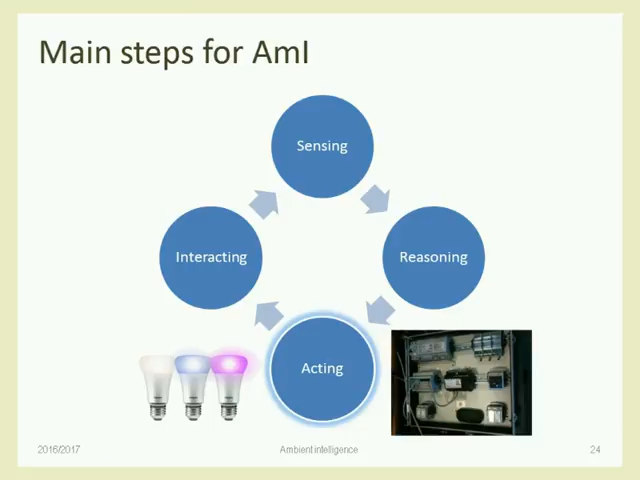 Main steps for AmI
Sensing
Interacting
Reasoning
Acting
2016/2017
Ambient intelligence
24